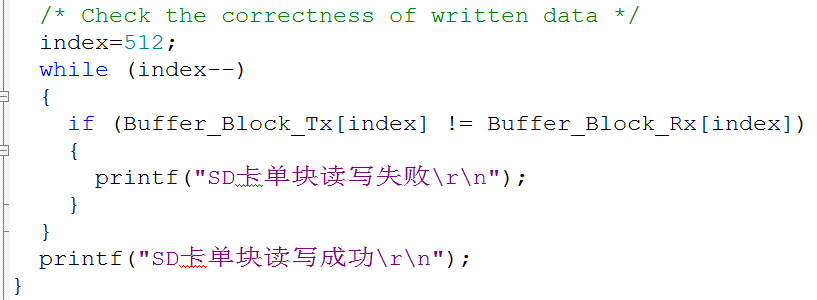 /* Check the correctness of written data */
index=512;
while (index--)
{
if (Buffer_Block_Tx[index] != Buffer_Block_Rx[index])
{
printf("SD卡单块读写失败\r\n");
}
}
printf("SD卡单块读写成功\r\n");
}